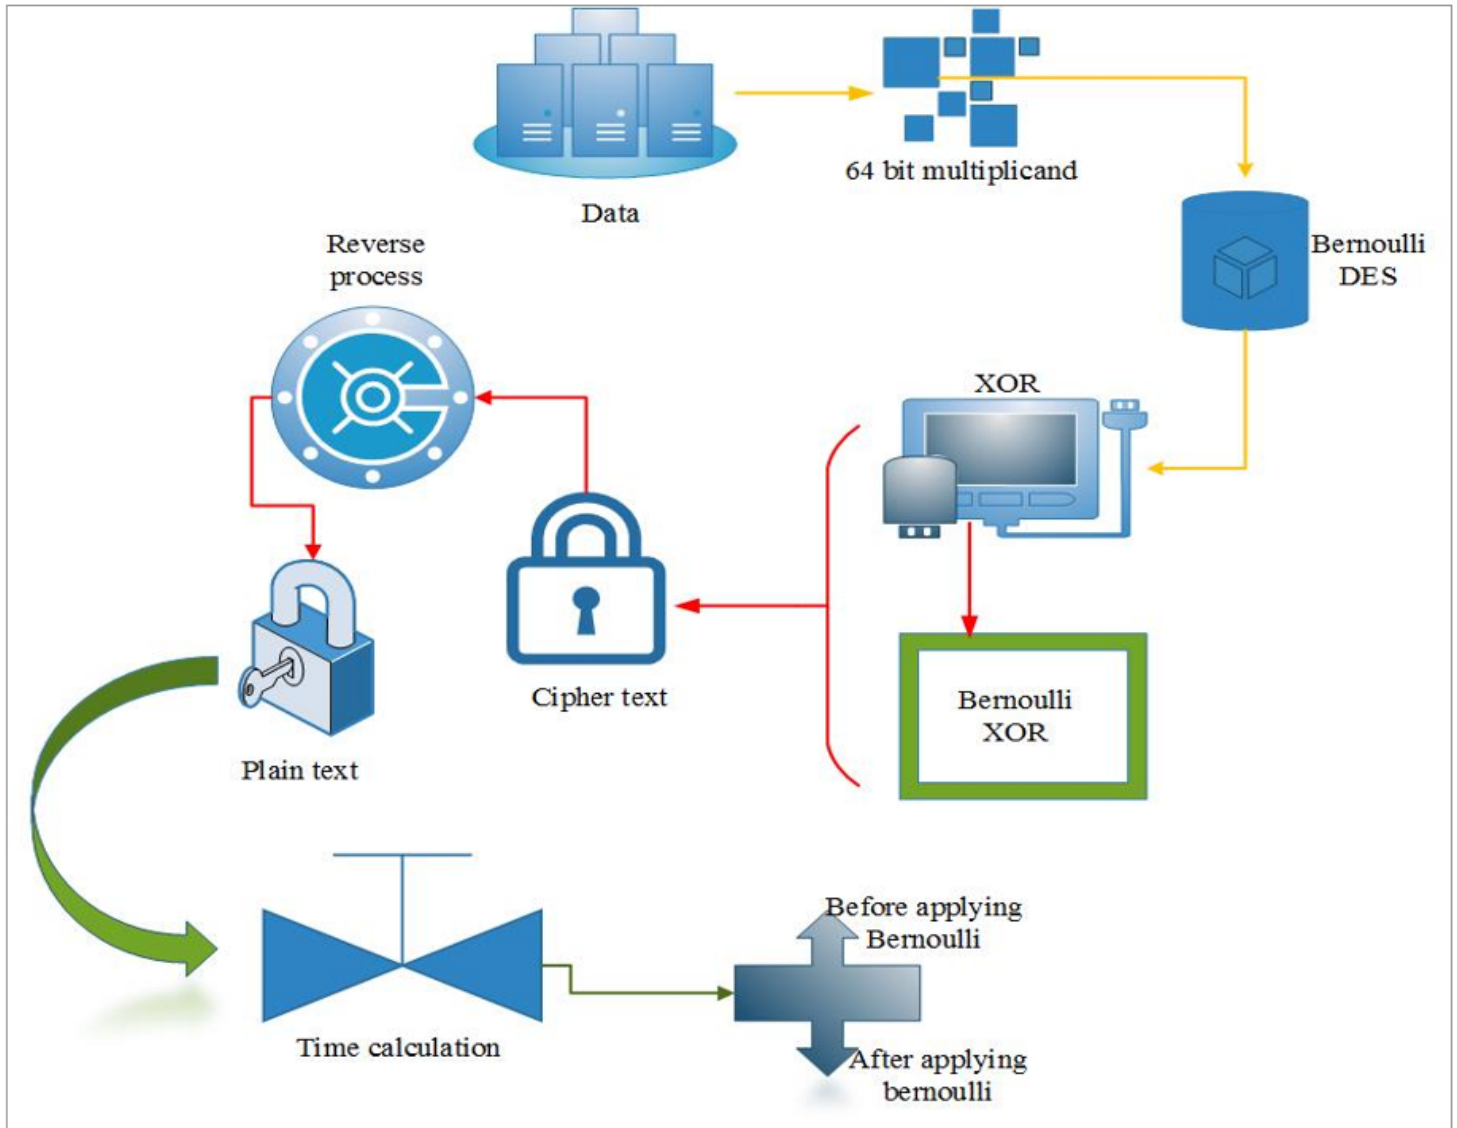 64 bit multiplicand
Data
Bernoulli
DES
Reverse
process
XOR
Bernoulli
XOR
Cipher text
Plain text
Before applying
Bernoulli
Time calculation
After applying
bernoulli